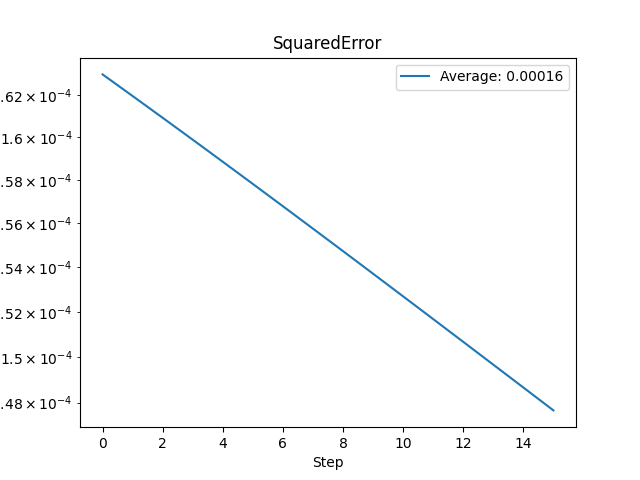 SquaredError
Average: 0.00016
.62 × 10⁻⁴
1.6 × 10⁻⁴
.58 × 10⁻⁴
.56 × 10⁻⁴
.54 × 10⁻⁴
.52 × 10⁻⁴
1.5 × 10⁻⁴
.48 × 10⁻⁴
0 2 4 6 8 10 12 14
Step